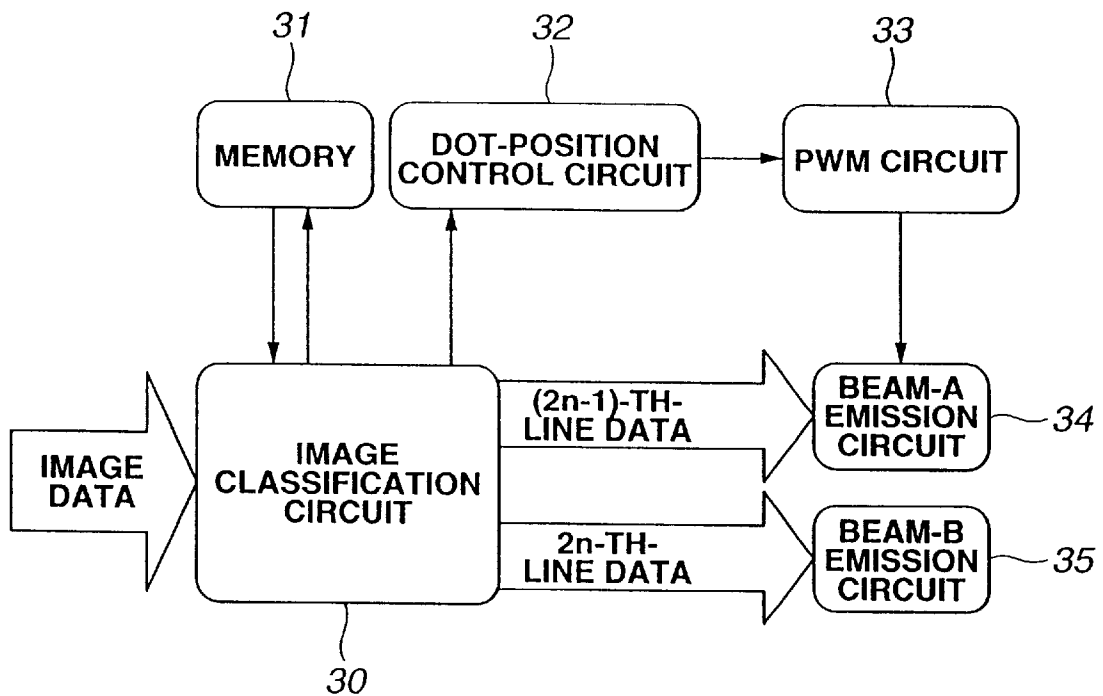 31
32
33
MEMORY
DOT-POSITION
CONTROL CIRCUIT
PWM CIRCUIT
IMAGE
DATA
IMAGE
CLASSIFICATION
CIRCUIT
(2n-1)-TH-
LINE DATA
BEAM-A
EMISSION
CIRCUIT
34
2n-TH-
LINE DATA
BEAM-B
EMISSION
CIRCUIT
35
30